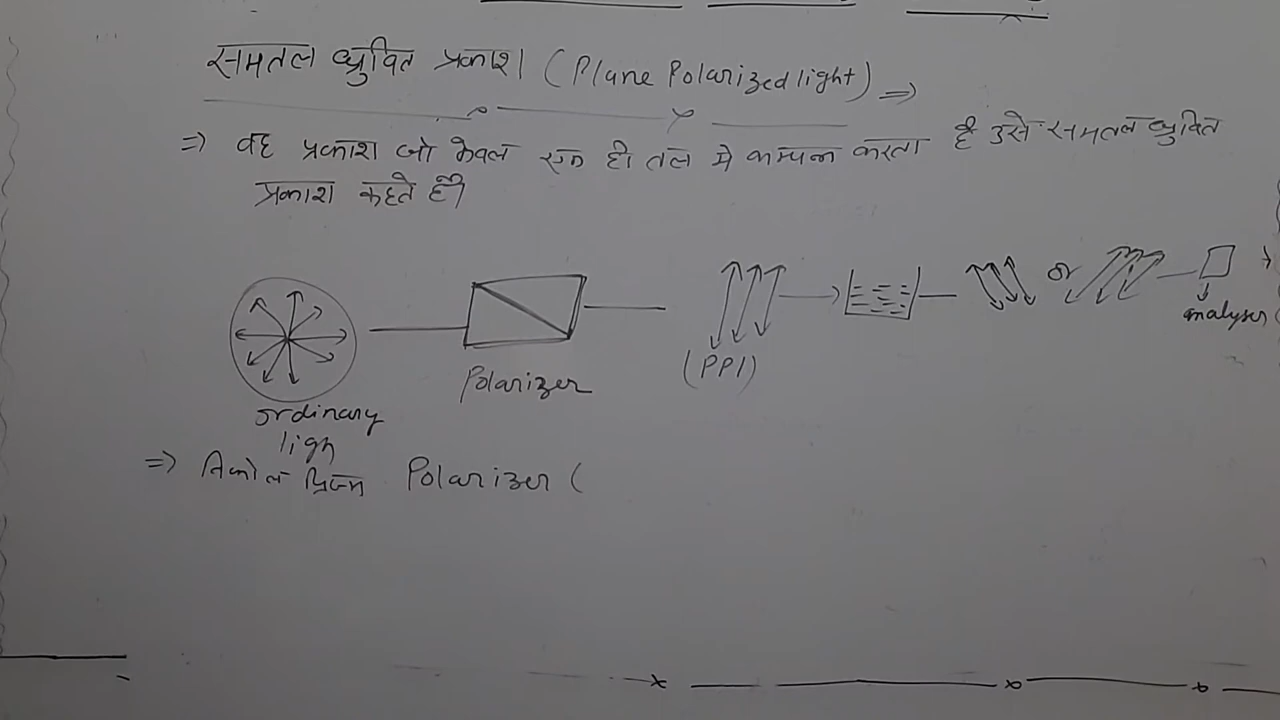 समतल ध्रुवित प्रकाश (Plane Polarized light) ⇒
⇒ वह प्रकाश जो केवल एक ही तल मे कम्पन करता है उसे समतल ध्रुवित
प्रकाश कहते हैं।
or
analyser
(PPl)
Polarizer
ordinary
ligh
⇒ निकोल प्रिज्म Polarizer (